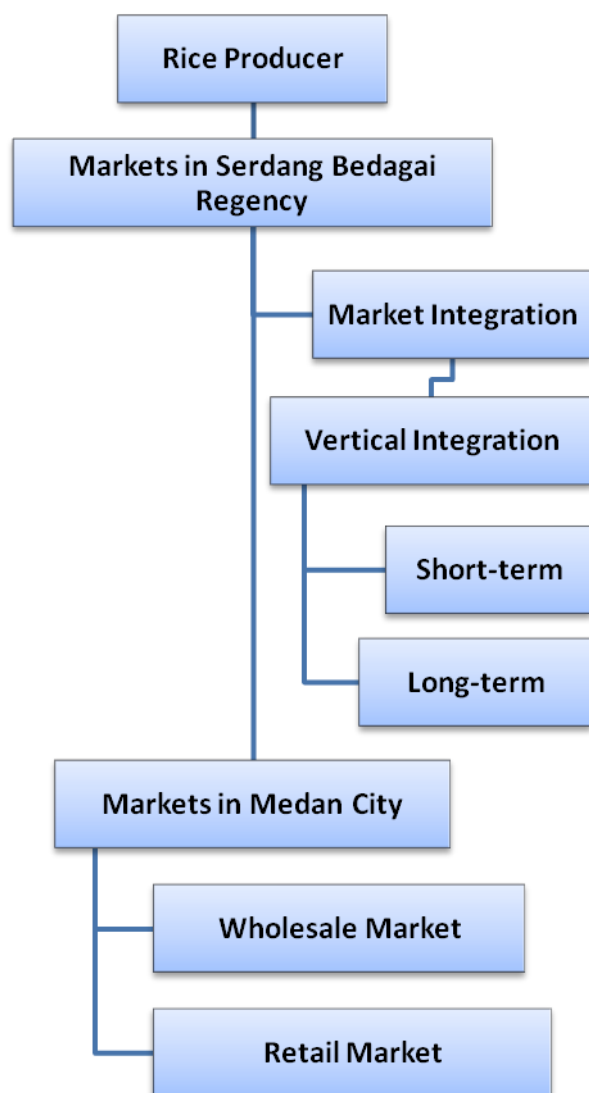 Rice Producer
Markets in Serdang Bedagai
Regency
Market Integration
Vertical Integration
Short-term
Long-term
Markets in Medan City
Wholesale Market
Retail Market